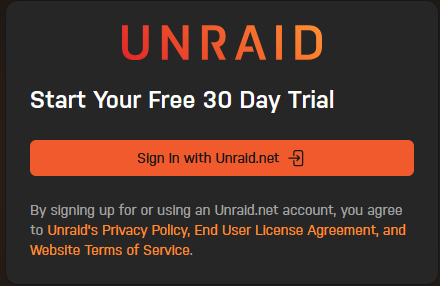 UNRAID
Start Your Free 30 Day Trial
Sign In with Unraid.net
By signing up for or using an Unraid.net account, you agree
to Unraid's Privacy Policy, End User License Agreement, and
Website Terms of Service.